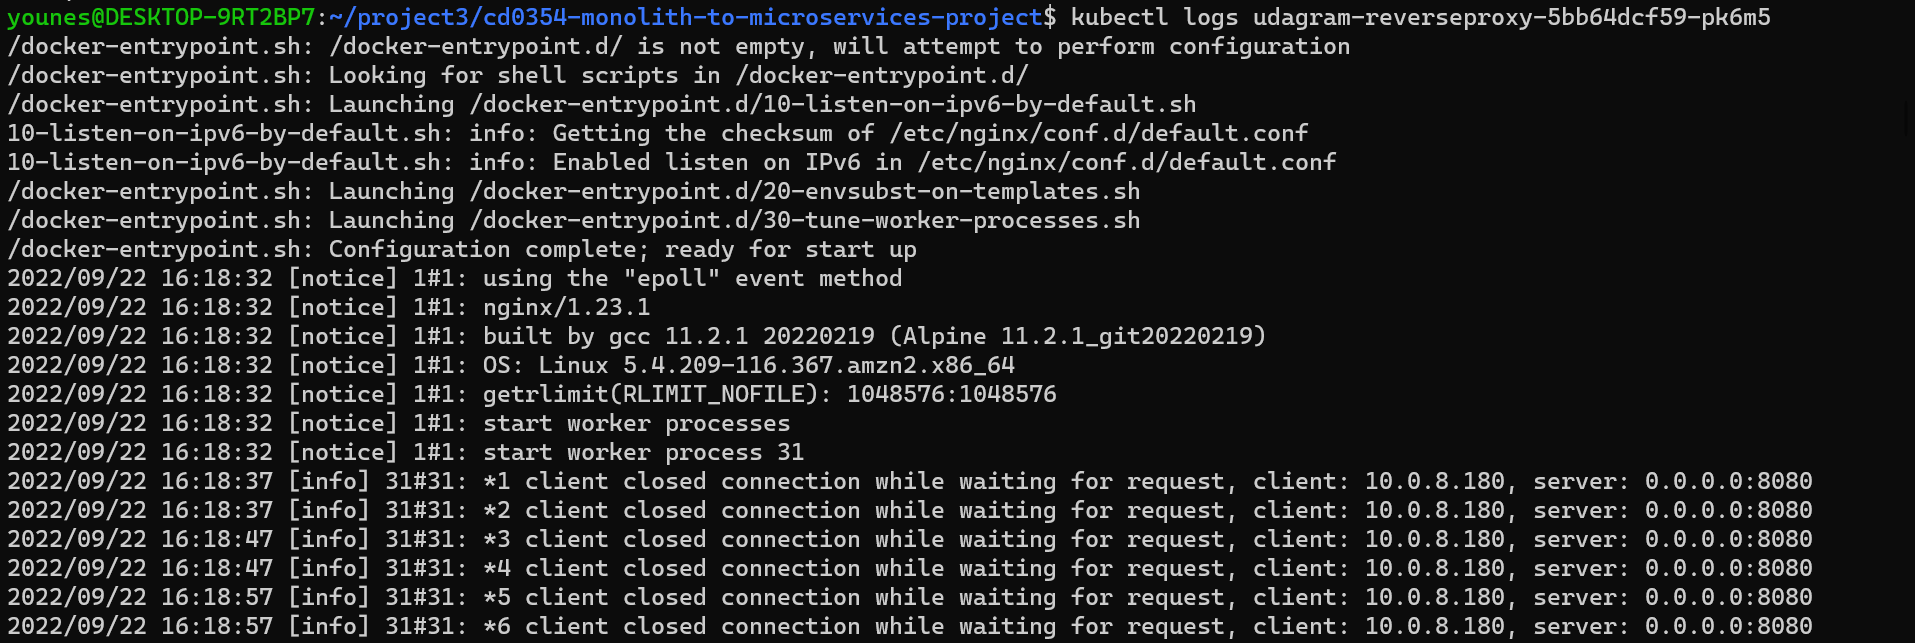 younes@DESKTOP-9RT2BP7:~/project3/cd0354-monolith-to-microservices-project$ kubectl logs udagram-reverseproxy-5bb64dcf59-pk6m5
/docker-entrypoint.sh: /docker-entrypoint.d/ is not empty, will attempt to perform configuration
/docker-entrypoint.sh: Looking for shell scripts in /docker-entrypoint.d/
/docker-entrypoint.sh: Launching /docker-entrypoint.d/10-listen-on-ipv6-by-default.sh
10-listen-on-ipv6-by-default.sh: info: Getting the checksum of /etc/nginx/conf.d/default.conf
10-listen-on-ipv6-by-default.sh: info: Enabled listen on IPv6 in /etc/nginx/conf.d/default.conf
/docker-entrypoint.sh: Launching /docker-entrypoint.d/20-envsubst-on-templates.sh
/docker-entrypoint.sh: Launching /docker-entrypoint.d/30-tune-worker-processes.sh
/docker-entrypoint.sh: Configuration complete; ready for start up
2022/09/22 16:18:32 [notice] 1#1: using the "epoll" event method
2022/09/22 16:18:32 [notice] 1#1: nginx/1.23.1
2022/09/22 16:18:32 [notice] 1#1: built by gcc 11.2.1 20220219 (Alpine 11.2.1_git20220219)
2022/09/22 16:18:32 [notice] 1#1: OS: Linux 5.4.209-116.367.amzn2.x86_64
2022/09/22 16:18:32 [notice] 1#1: getrlimit(RLIMIT_NOFILE): 1048576:1048576
2022/09/22 16:18:32 [notice] 1#1: start worker processes
2022/09/22 16:18:32 [notice] 1#1: start worker process 31
2022/09/22 16:18:37 [info] 31#31: *1 client closed connection while waiting for request, client: 10.0.8.180, server: 0.0.0.0:8080
2022/09/22 16:18:37 [info] 31#31: *2 client closed connection while waiting for request, client: 10.0.8.180, server: 0.0.0.0:8080
2022/09/22 16:18:47 [info] 31#31: *3 client closed connection while waiting for request, client: 10.0.8.180, server: 0.0.0.0:8080
2022/09/22 16:18:47 [info] 31#31: *4 client closed connection while waiting for request, client: 10.0.8.180, server: 0.0.0.0:8080
2022/09/22 16:18:57 [info] 31#31: *5 client closed connection while waiting for request, client: 10.0.8.180, server: 0.0.0.0:8080
2022/09/22 16:18:57 [info] 31#31: *6 client closed connection while waiting for request, client: 10.0.8.180, server: 0.0.0.0:8080